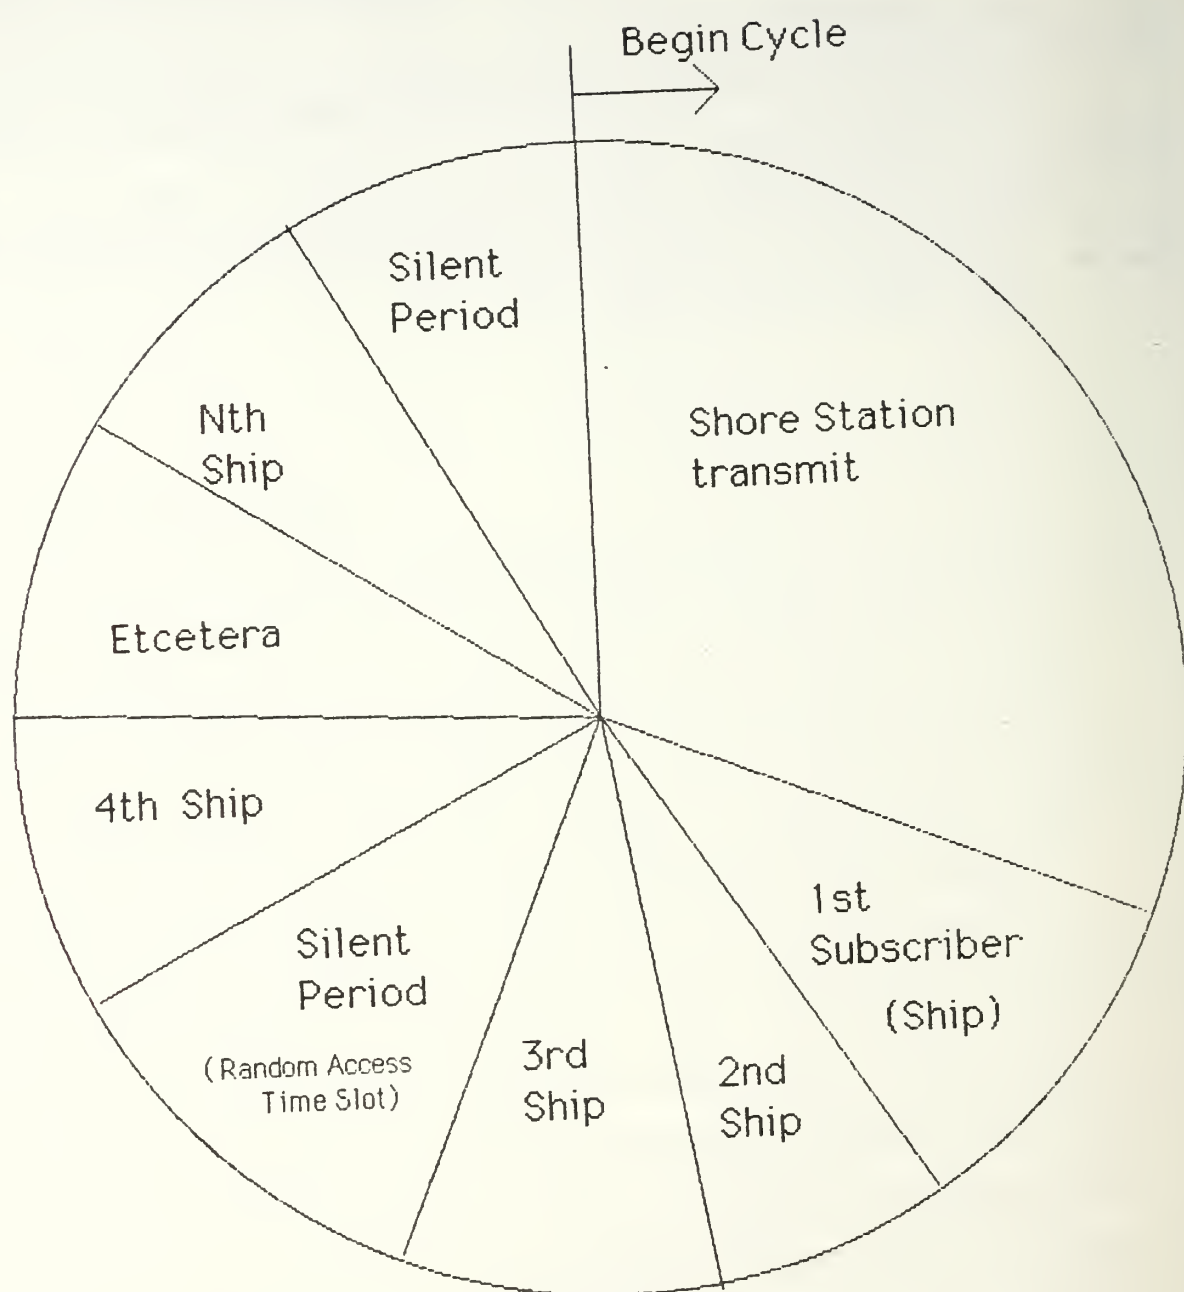 Begin Cycle
Shore Station
transmit
1st
Subscriber
(Ship)
2nd
Ship
3rd
Ship
Silent
Period
(Random Access
Time Slot)
4th Ship
Etcetera
Nth
Ship
Silent
Period